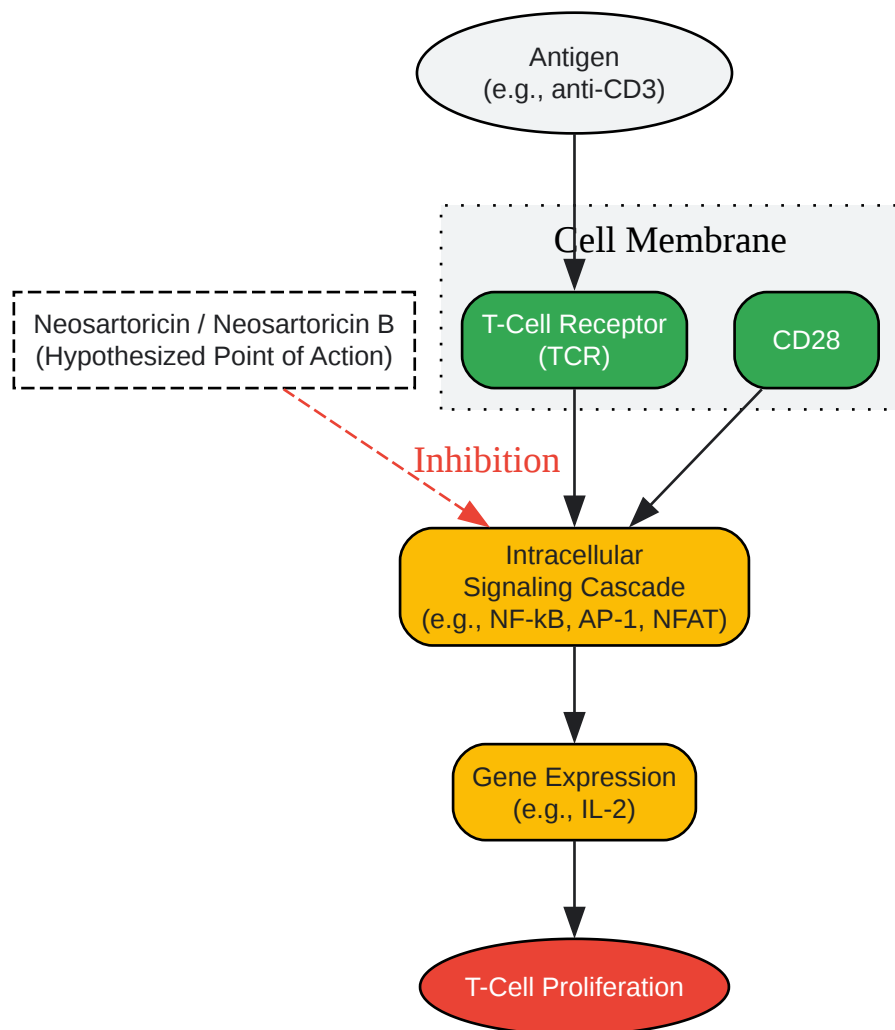 Antigen
(e.g., anti-CD3)
Cell Membrane
Neosartoricin / Neosartoricin B
(Hypothesized Point of Action)
T-Cell Receptor
(TCR)
CD28
Inhibition
Intracellular
Signaling Cascade
(e.g., NF-kB, AP-1, NFAT)
Gene Expression
(e.g., IL-2)
T-Cell Proliferation